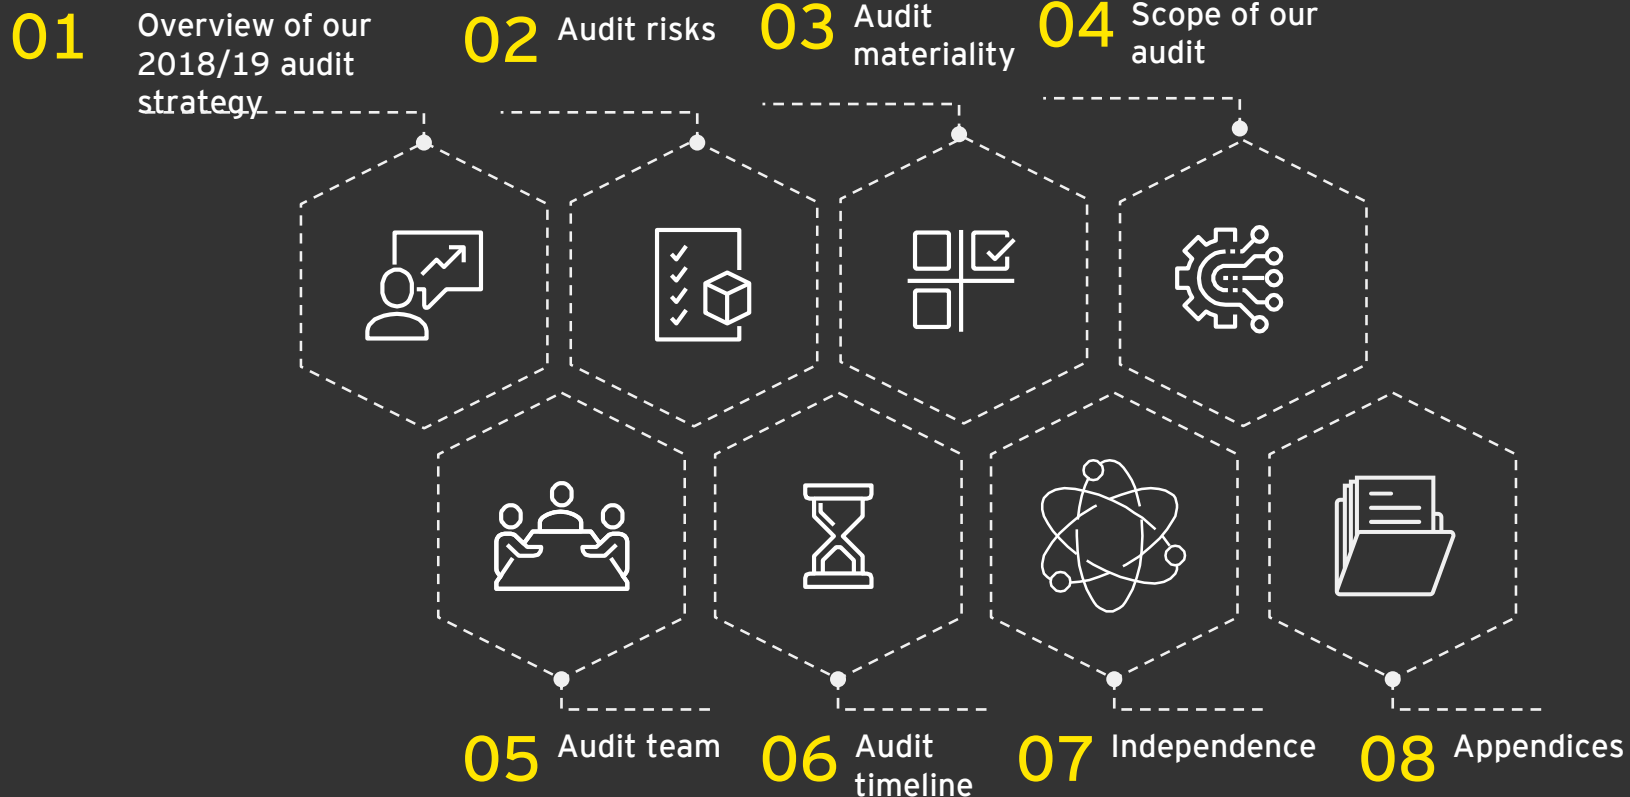 01
Overview of our
2018/19 audit
strategy
02
Audit risks
03
Audit
materiality
04
Scope of our
audit
05
Audit team
06
Audit
timeline
07
Independence
08
Appendices